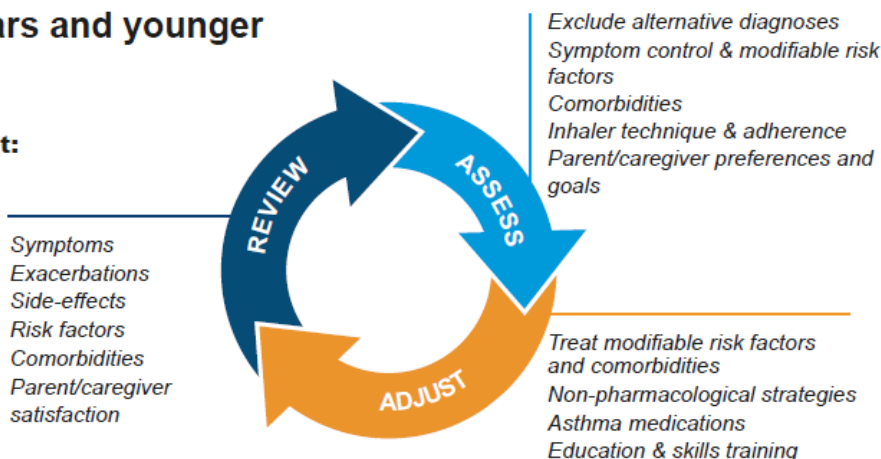 ars and younger
t:
REVIEW
ASSESS
ADJUST
Exclude alternative diagnoses
Symptom control & modifiable risk
factors
Comorbidities
Inhaler technique & adherence
Parent/caregiver preferences and
goals
Symptoms
Exacerbations
Side-effects
Risk factors
Comorbidities
Parent/caregiver
satisfaction
Treat modifiable risk factors
and comorbidities
Non-pharmacological strategies
Asthma medications
Education & skills training